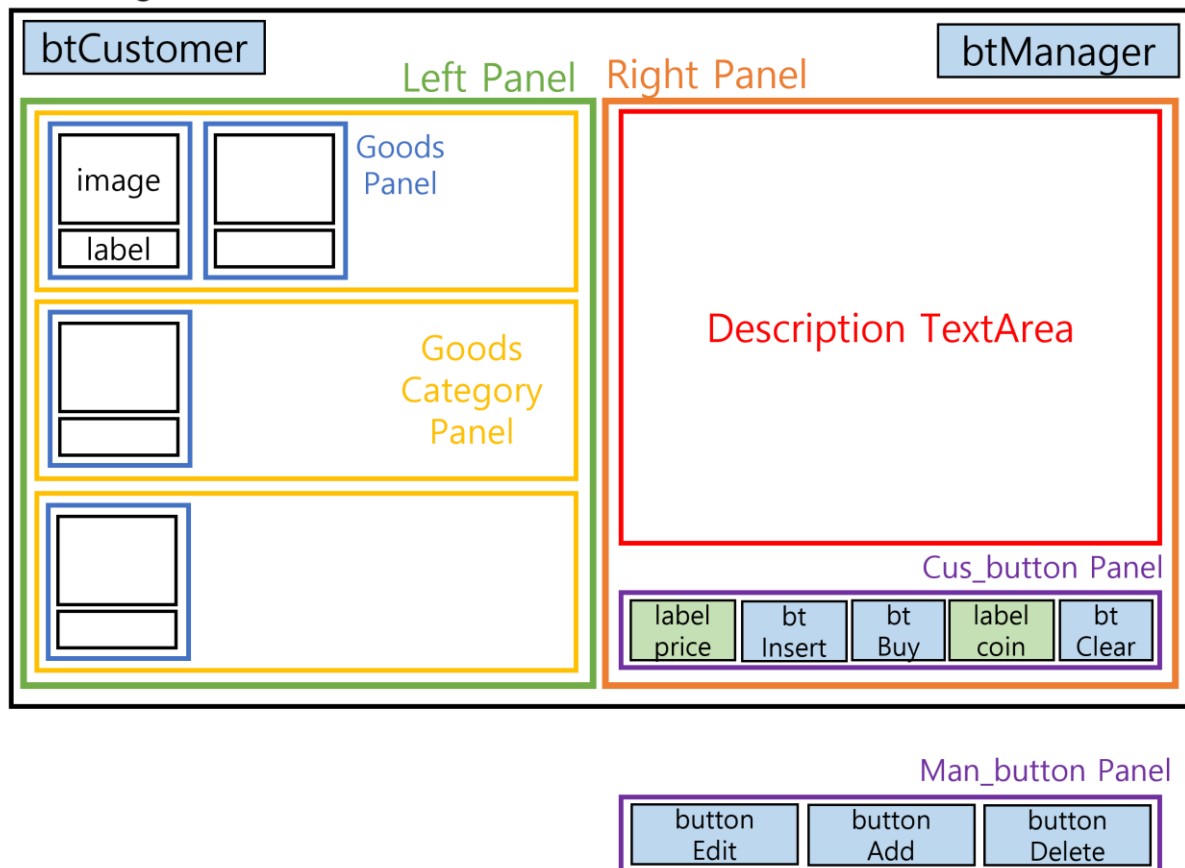 btCustomer
btManager
Left Panel
Right Panel
image
label
Goods
Panel
Goods
Category
Panel
Description TextArea
Cus_button Panel
label
price
bt
Insert
bt
Buy
label
coin
bt
Clear
Man_button Panel
button
Edit
button
Add
button
Delete